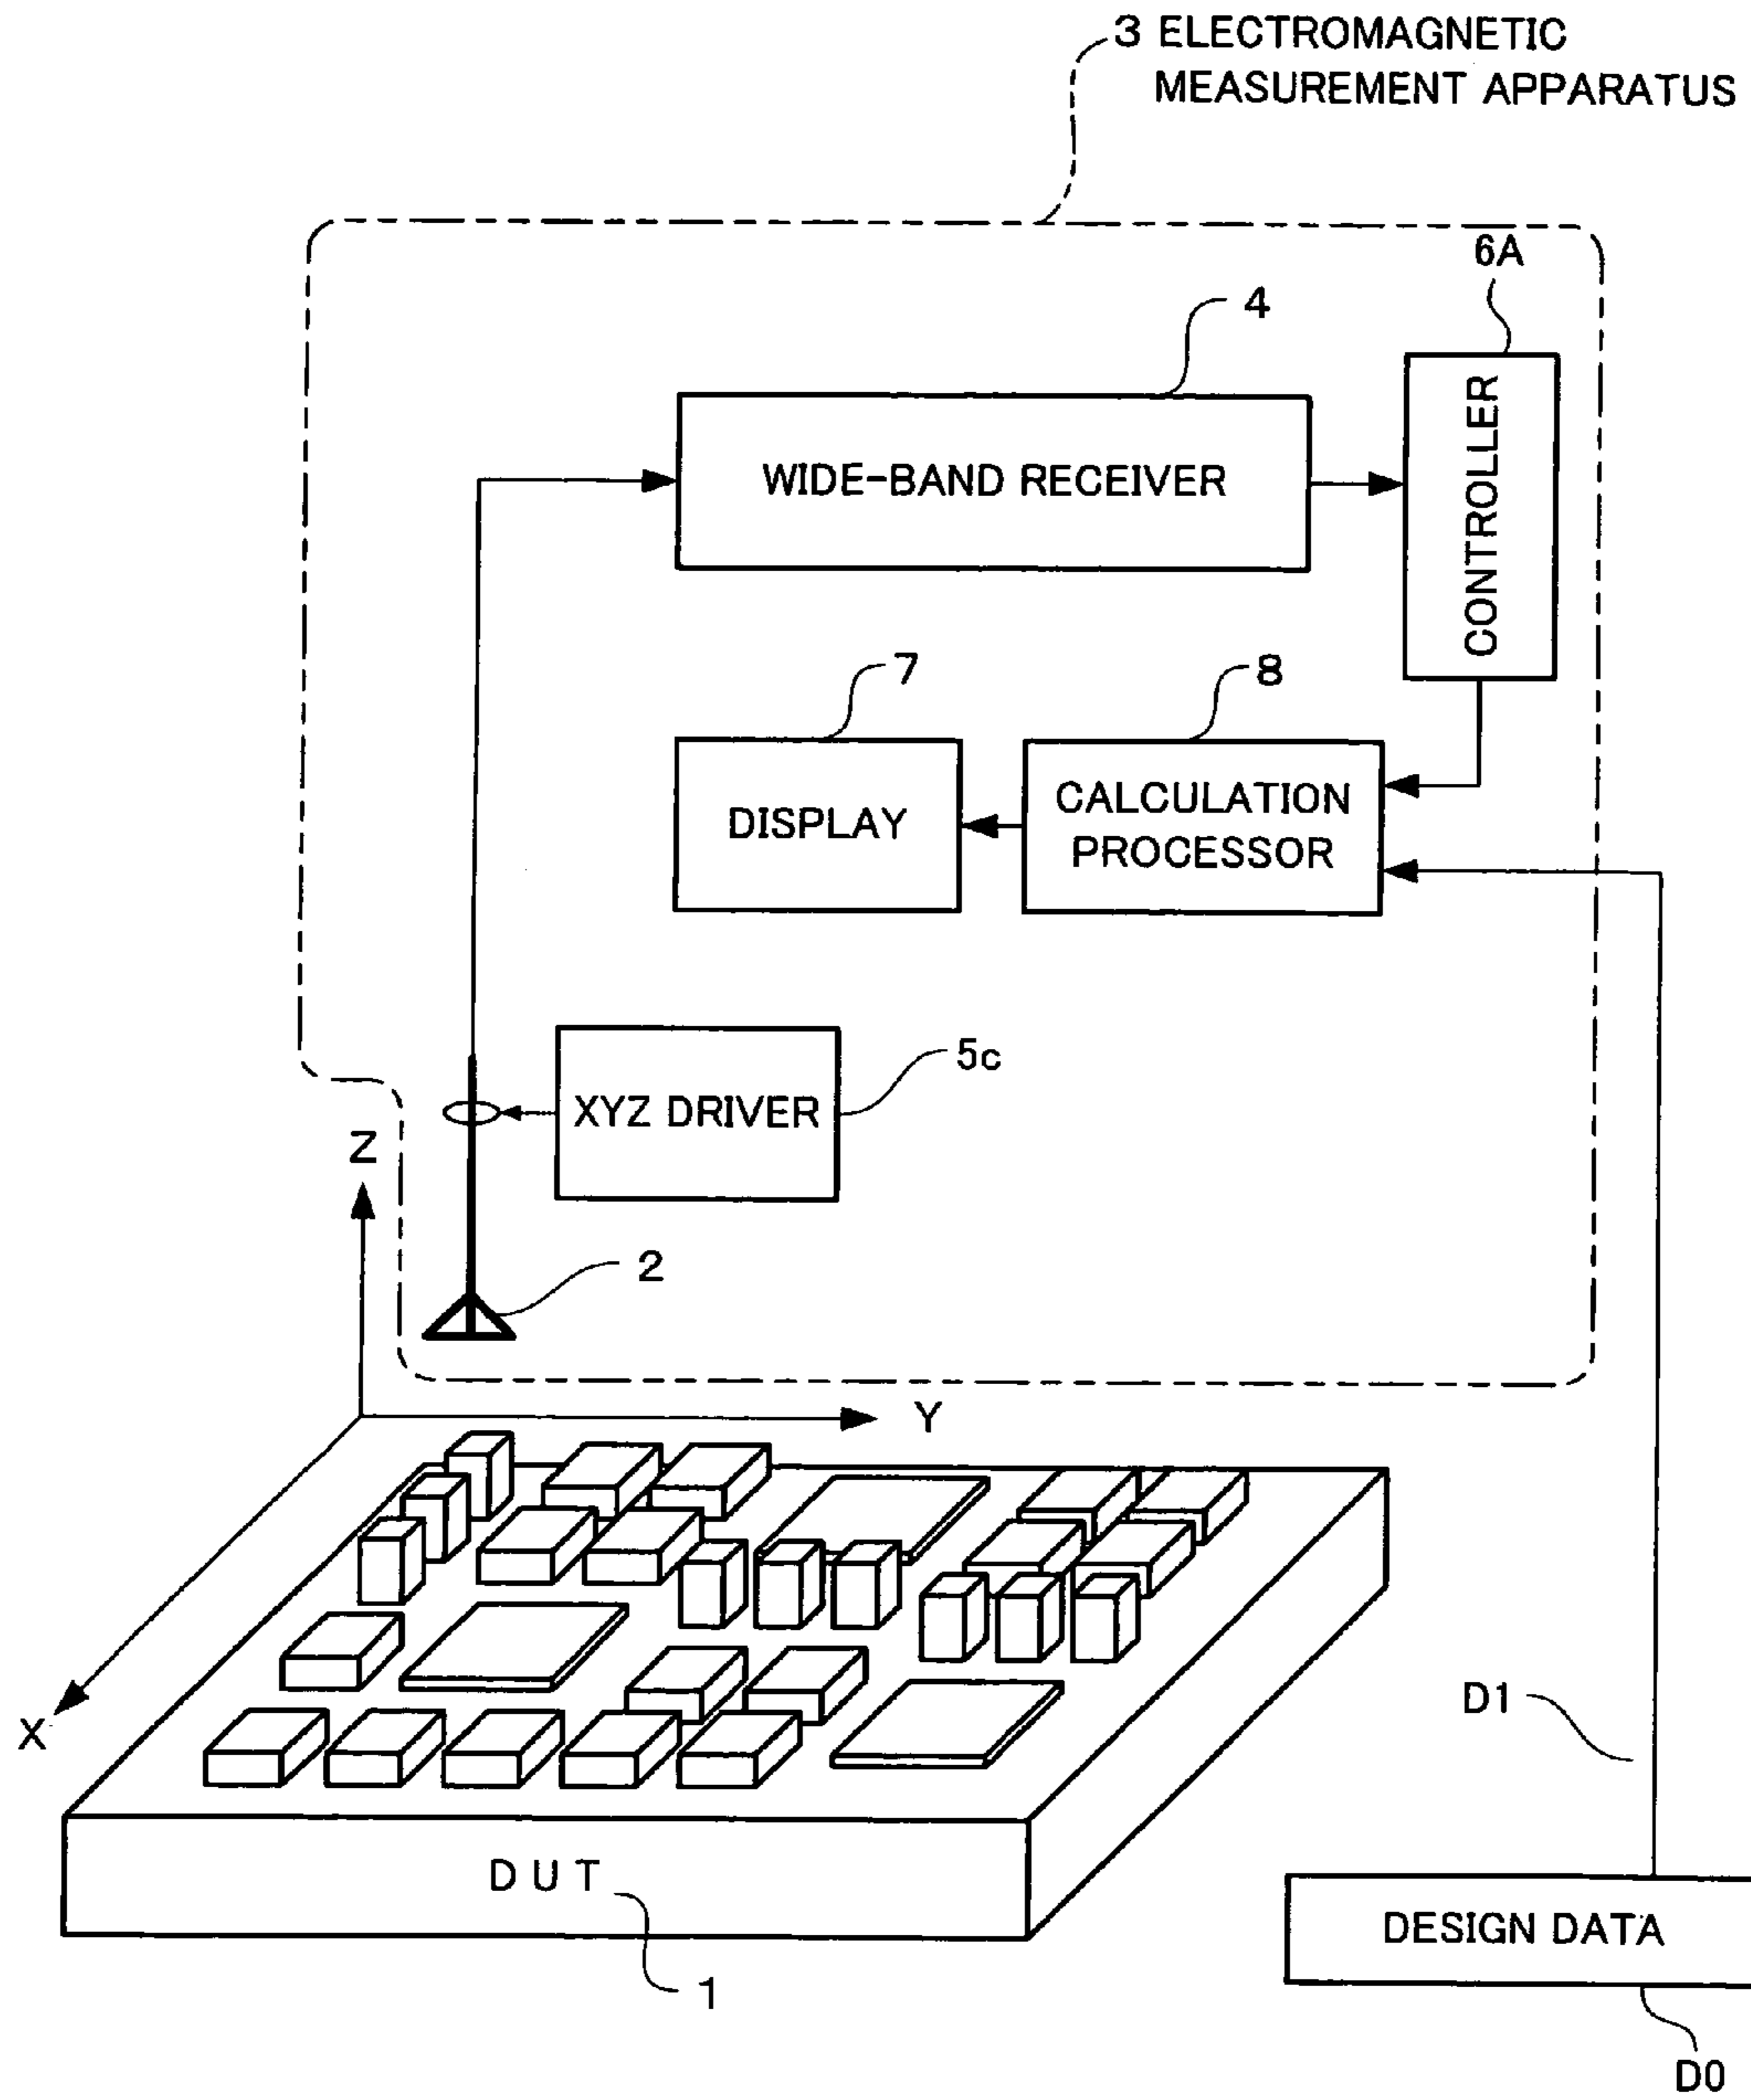 3 ELECTROMAGNETIC
MEASUREMENT APPARATUS
6A
4
WIDE-BAND RECEIVER
CONTROLLER
7
8
DISPLAY
CALCULATION
PROCESSOR
5c
XYZ DRIVER
Z
2
Y
X
D1
DUT
1
DESIGN DATA
D0